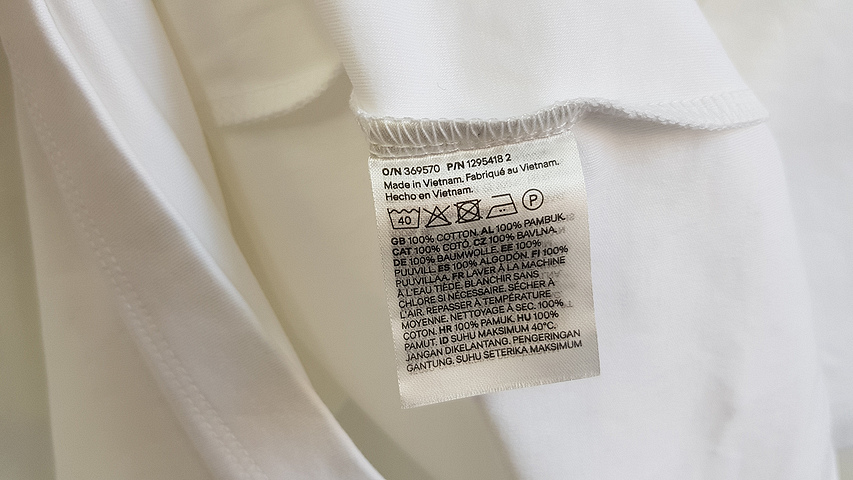 O/N 369570 P/N 1295418 2
Made in Vietnam. Fabriqué au Vietnam.
Hecho en Vietnam.
40 P
GB 100% COTTON. AL 100% PAMBUK.
CAT 100% COTÓ. CZ 100% BAVLNA.
DE 100% BAUMWOLLE. EE 100%
PUUVILL. ES 100% ALGODÓN. FI 100%
PUUVILLAA. FR LAVER À LA MACHINE
À L'EAU TIÈDE. BLANCHIR SANS
CHLORE SI NÉCESSAIRE. SÉCHER À
L'AIR. REPASSER À TEMPÉRATURE
MOYENNE. NETTOYAGE À SEC. 100%
COTON. HR 100% PAMUK. HU 100%
PAMUT. ID SUHU MAKSIMUM 40°C.
JANGAN DIKELANTANG. PENGERINGAN
GANTUNG. SUHU SETERIKA MAKSIMUM